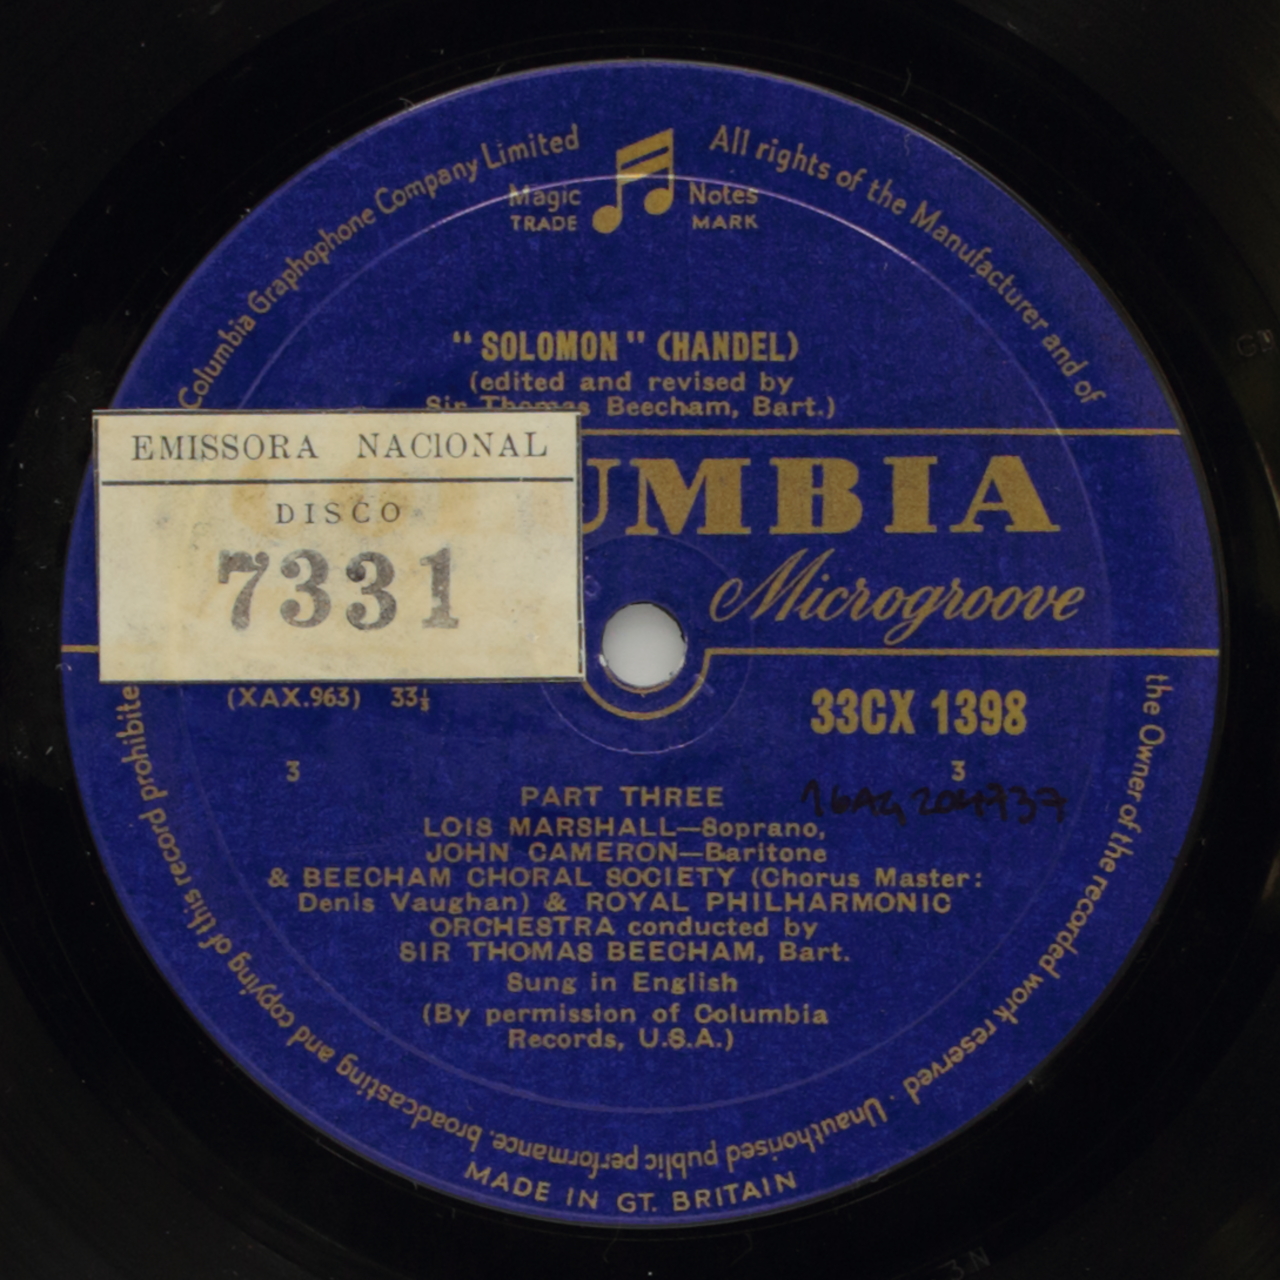 Columbia Graphophone Company Limited
All rights of the Manufacturer and of
the Owner of the recorded work reserved . Unauthorised public performance, broadcasting and copying of this record prohibite
Magic Notes
TRADE MARK
"SOLOMON" (HANDEL)
(edited and revised by
Sir Thomas Beecham, Bart.)
EMISSORA NACIONAL
DISCO
7331
UMBIA
Microgroove
(XAX.963) 33⅓
33CX 1398
3 3
PART THREE
LOIS MARSHALL—Soprano,
JOHN CAMERON—Baritone
& BEECHAM CHORAL SOCIETY (Chorus Master:
Denis Vaughan) & ROYAL PHILHARMONIC
ORCHESTRA conducted by
SIR THOMAS BEECHAM, Bart.
Sung in English
(By permission of Columbia
Records, U.S.A.)
MADE IN GT. BRITAIN